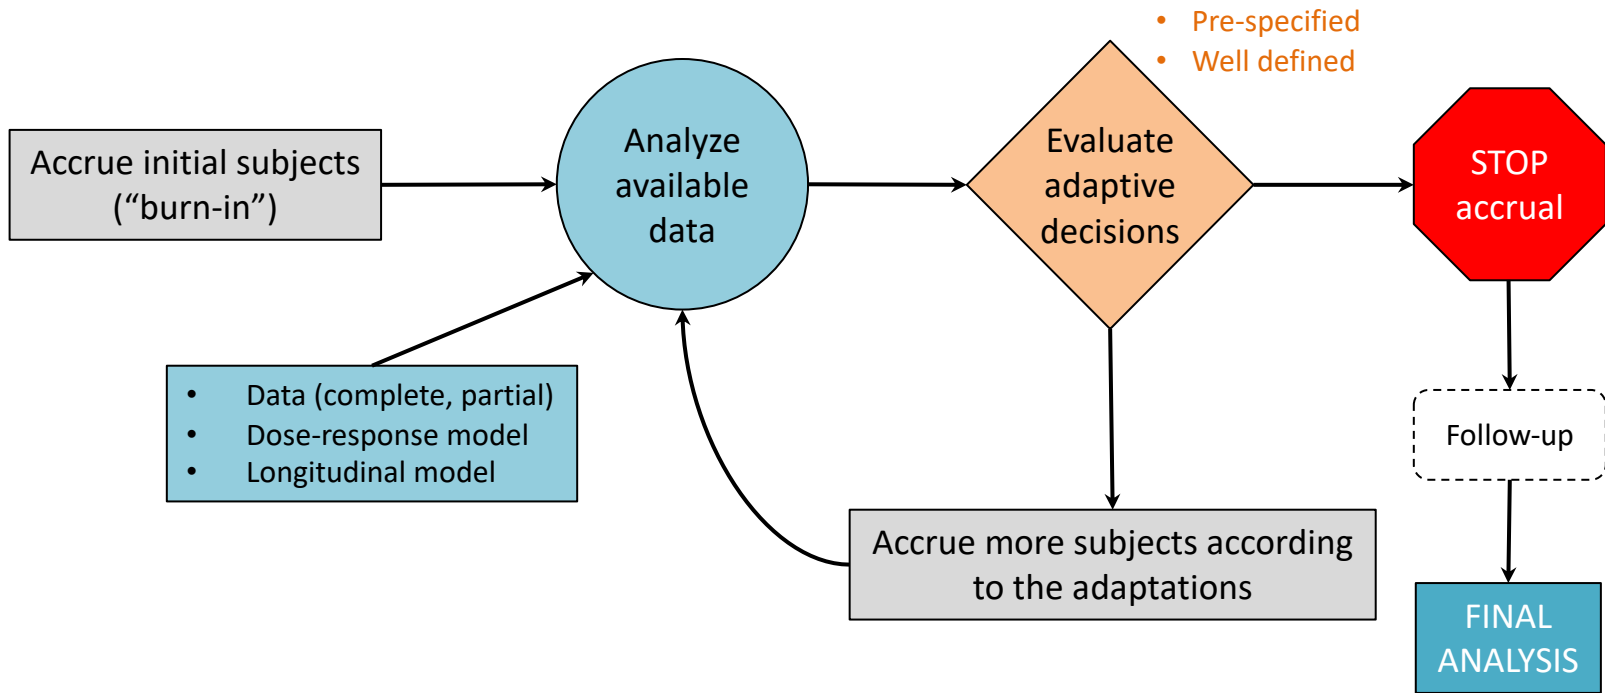 • Pre-specified
• Well defined
Accrue initial subjects
(“burn-in”)
Analyze
available
data
Evaluate
adaptive
decisions
STOP
accrual
• Data (complete, partial)
• Dose-response model
• Longitudinal model
Follow-up
Accrue more subjects according
to the adaptations
FINAL
ANALYSIS